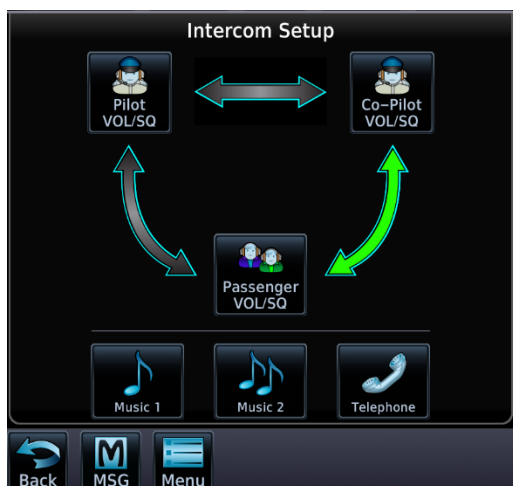 Intercom Setup
Pilot
VOL/SQ
Co-Pilot
VOL/SQ
Passenger
VOL/SQ
Music 1
Music 2
Telephone
Back
MSG
Menu